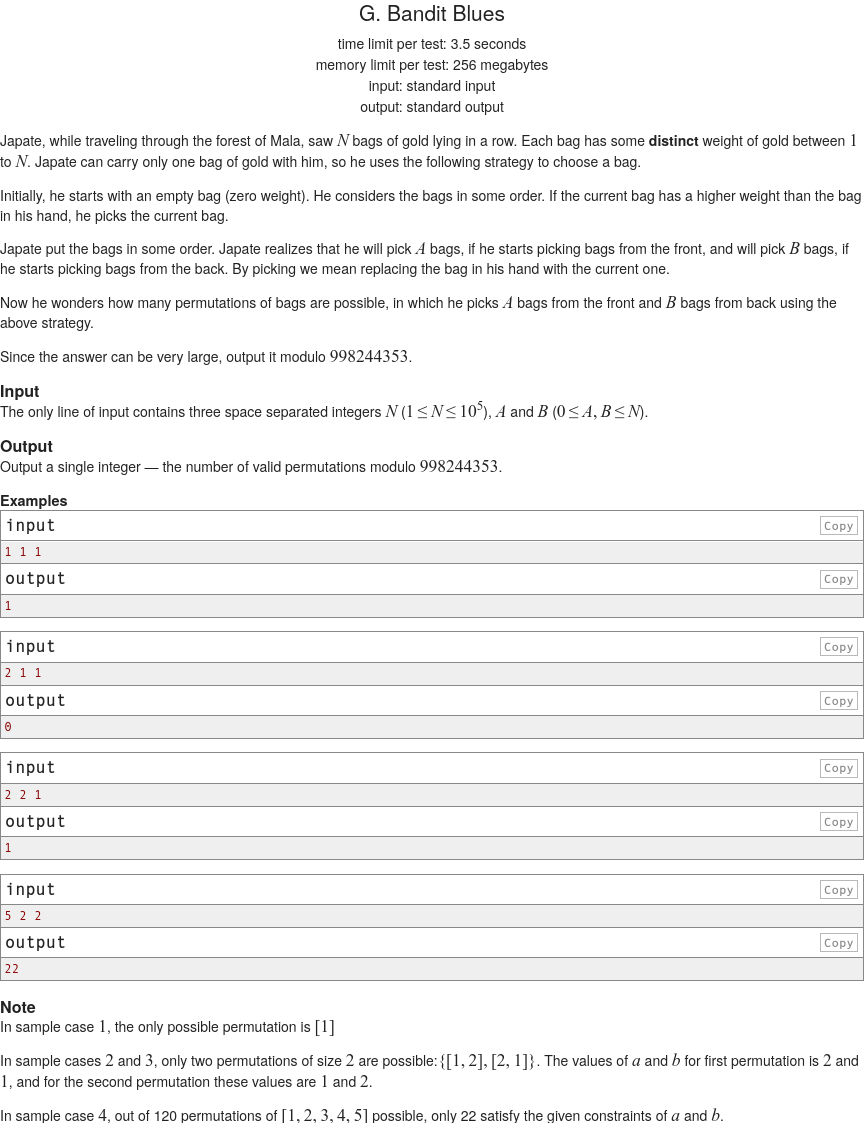 G. Bandit Blues
time limit per test: 3.5 seconds
memory limit per test: 256 megabytes
input: standard input
output: standard output
Japate, while traveling through the forest of Mala, saw N bags of gold lying in a row. Each bag has some distinct weight of gold between 1
to N. Japate can carry only one bag of gold with him, so he uses the following strategy to choose a bag.
Initially, he starts with an empty bag (zero weight). He considers the bags in some order. If the current bag has a higher weight than the bag
in his hand, he picks the current bag.
Japate put the bags in some order. Japate realizes that he will pick A bags, if he starts picking bags from the front, and will pick B bags, if
he starts picking bags from the back. By picking we mean replacing the bag in his hand with the current one.
Now he wonders how many permutations of bags are possible, in which he picks A bags from the front and B bags from back using the
above strategy.
Since the answer can be very large, output it modulo 998244353.
Input
The only line of input contains three space separated integers N (1 ≤ N ≤ 10^5), A and B (0 ≤ A, B ≤ N).
Output
Output a single integer — the number of valid permutations modulo 998244353.
Examples
input
Copy
1 1 1
output
Copy
1
input
Copy
2 1 1
output
Copy
0
input
Copy
2 2 1
output
Copy
1
input
Copy
5 2 2
output
Copy
22
Note
In sample case 1, the only possible permutation is [1]
In sample cases 2 and 3, only two permutations of size 2 are possible:{[1, 2], [2, 1]}. The values of a and b for first permutation is 2 and
1, and for the second permutation these values are 1 and 2.
In sample case 4, out of 120 permutations of [1, 2, 3, 4, 5] possible, only 22 satisfy the given constraints of a and b.